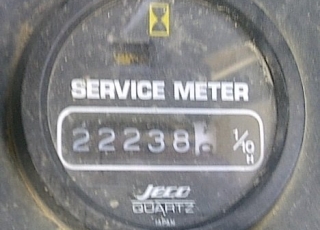 SERVICE METER
22238 1/10
H
Jeco
QUARTZ
JAPAN